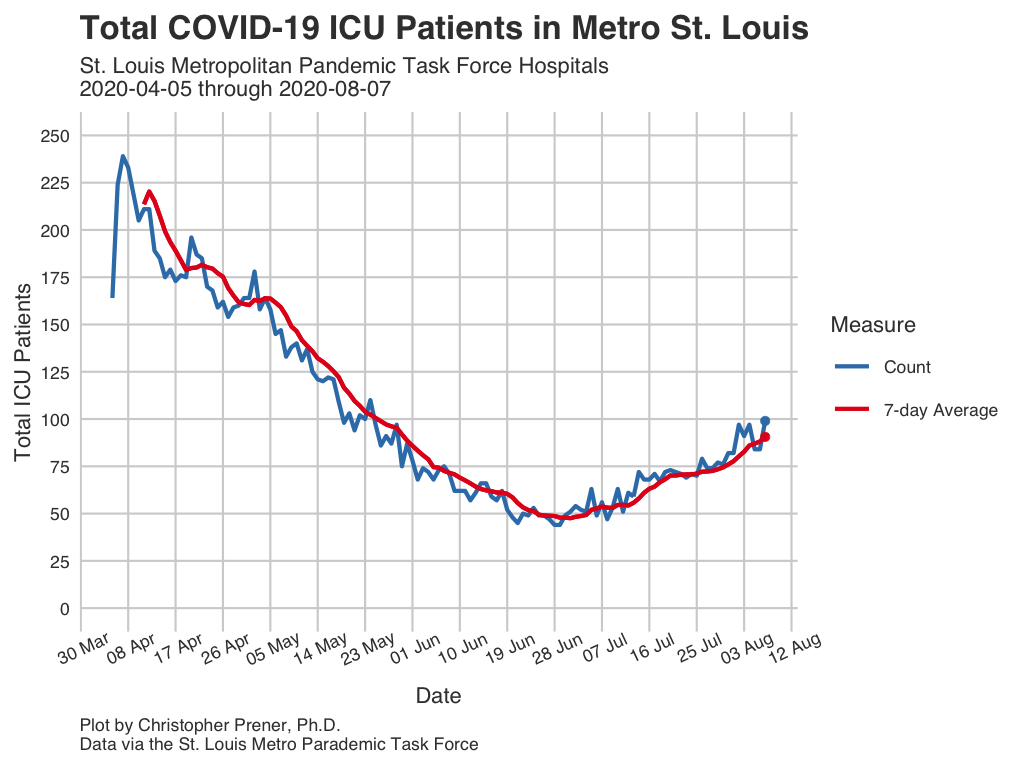 Total COVID-19 ICU Patients in Metro St. Louis
St. Louis Metropolitan Pandemic Task Force Hospitals
2020-04-05 through 2020-08-07
Total ICU Patients
250
225
200
175
150
125
100
75
50
25
0
30 Mar
08 Apr
17 Apr
26 Apr
05 May
14 May
23 May
01 Jun
10 Jun
19 Jun
28 Jun
07 Jul
16 Jul
25 Jul
03 Aug
12 Aug
Date
Measure
Count
7-day Average
Plot by Christopher Prener, Ph.D.
Data via the St. Louis Metro Parademic Task Force